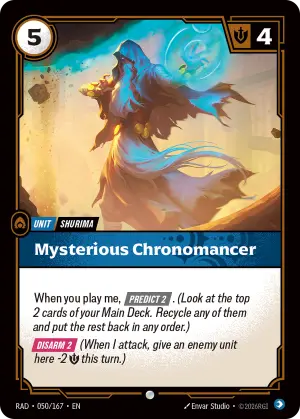 5
4
UNIT SHURIMA
Mysterious Chronomancer
When you play me, PREDICT 2. (Look at the top
2 cards of your Main Deck. Recycle any of them
and put the rest back in any order.)
DISARM 2 (When I attack, give an enemy unit
here -2 this turn.)
RAD • 050/167 • EN
Envar Studio • ©2026RGI